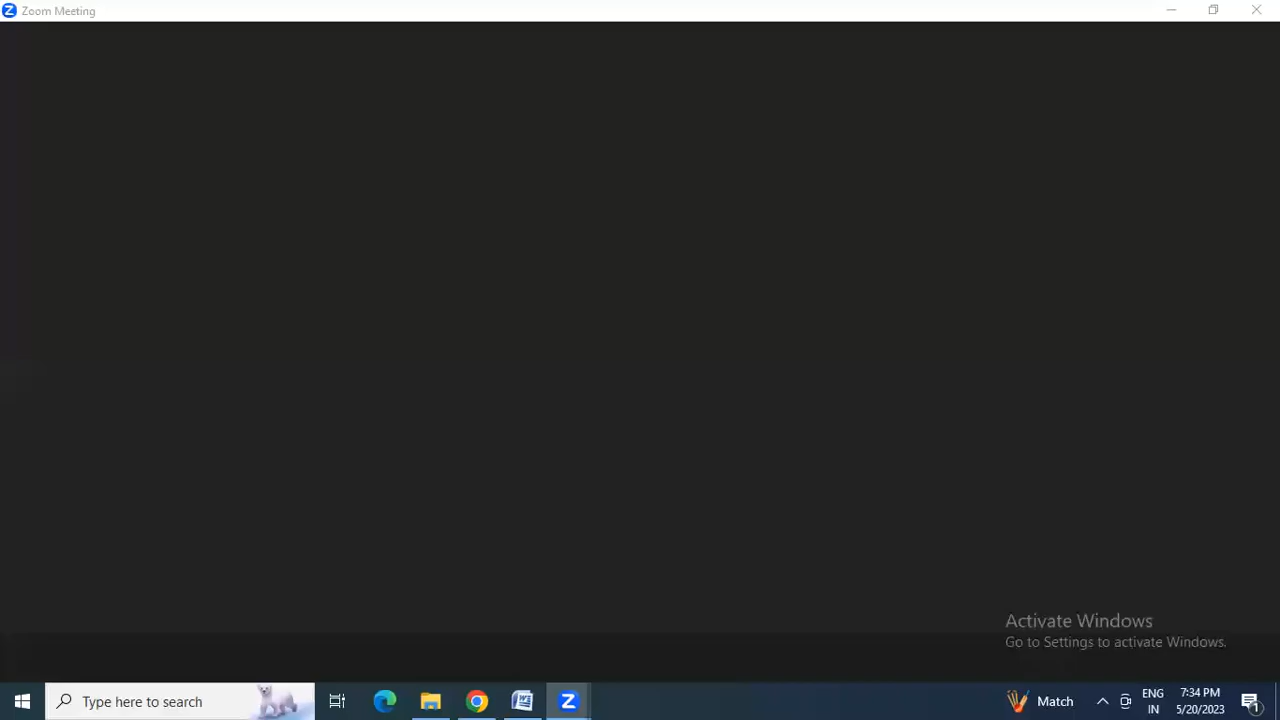 Zoom Meeting
Activate Windows
Go to Settings to activate Windows.
Type here to search
Match
ENG
IN
7:34 PM
5/20/2023
1